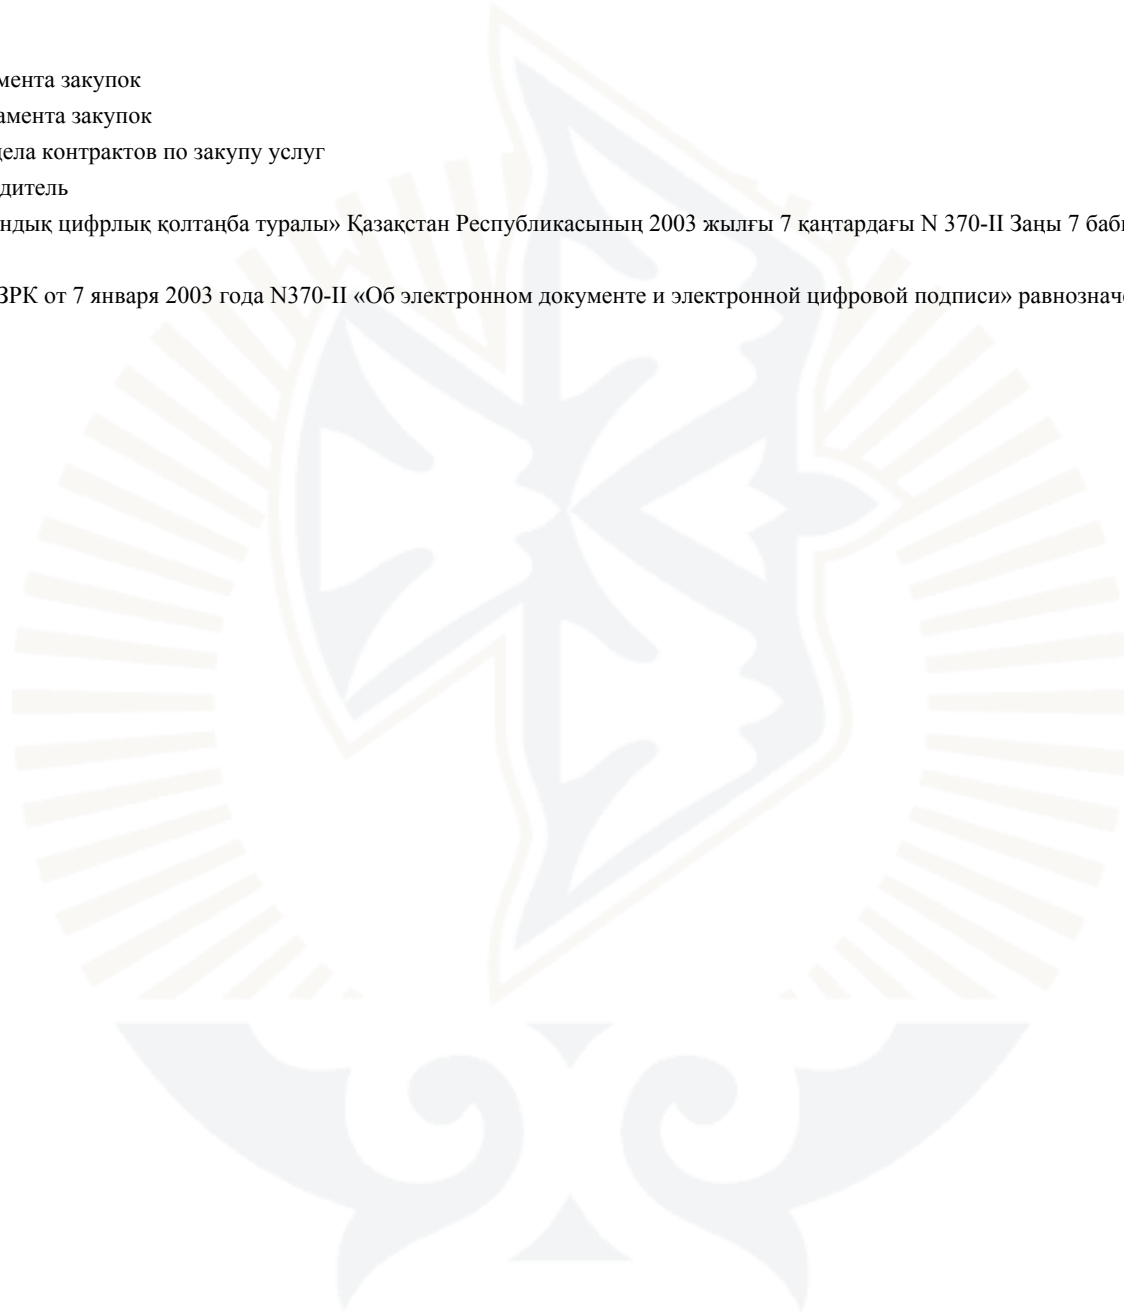 мента закупок
амента закупок
дела контрактов по закупу услуг
дитель
ндық цифрлық қолтаңба туралы» Қазақстан Республикасының 2003 жылғы 7 қаңтардағы N 370-II Заңы 7 баб
ЗРК от 7 января 2003 года N370-II «Об электронном документе и электронной цифровой подписи» равнознач